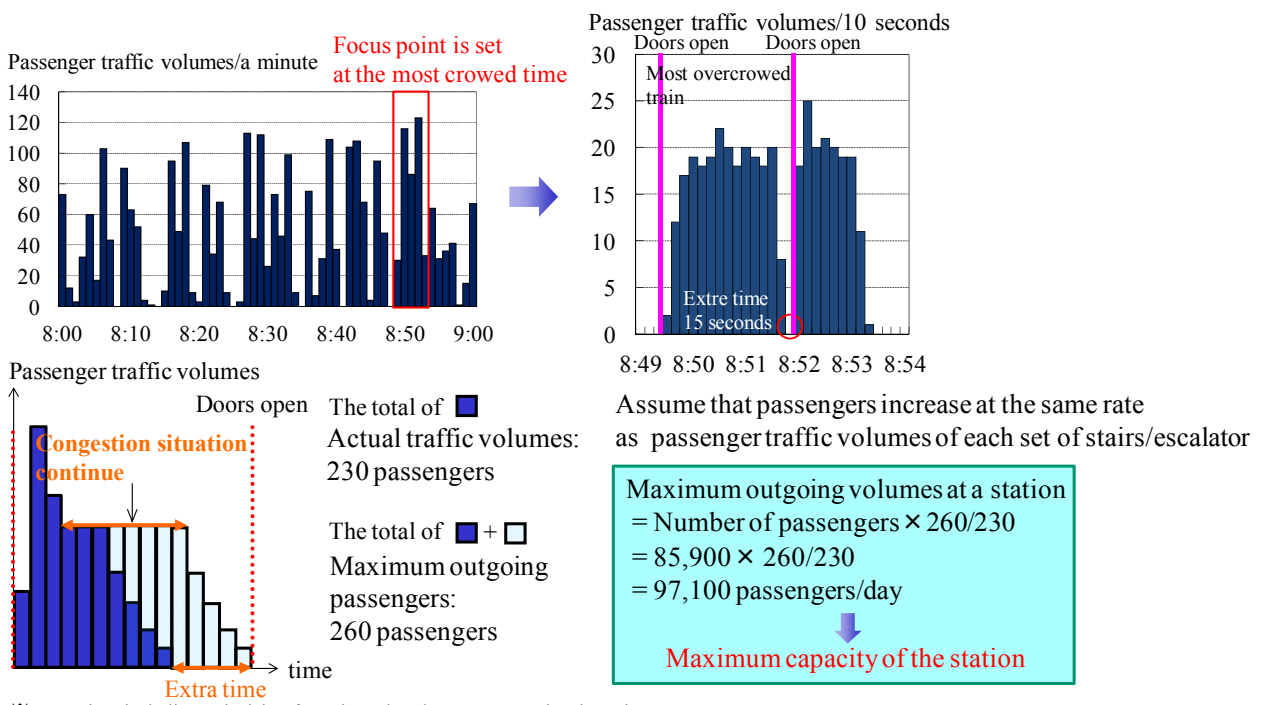 Passenger traffic volumes/a minute
Focus point is set
at the most crowed time
140
120
100
80
60
40
20
0
8:00 8:10 8:20 8:30 8:40 8:50 9:00
Passenger traffic volumes/10 seconds
Doors open Doors open
Most overcrowed
train
30
25
20
15
10
5
0
Extre time
15 seconds
8:49 8:50 8:51 8:52 8:53 8:54
Passenger traffic volumes
Doors open
Congestion situation
continue
time
Extra time
The total of
Actual traffic volumes:
230 passengers
The total of +
Maximum outgoing
passengers:
260 passengers
Assume that passengers increase at the same rate
as passenger traffic volumes of each set of stairs/escalator
Maximum outgoing volumes at a station
= Number of passengers × 260/230
= 85,900 × 260/230
= 97,100 passengers/day
Maximum capacity of the station